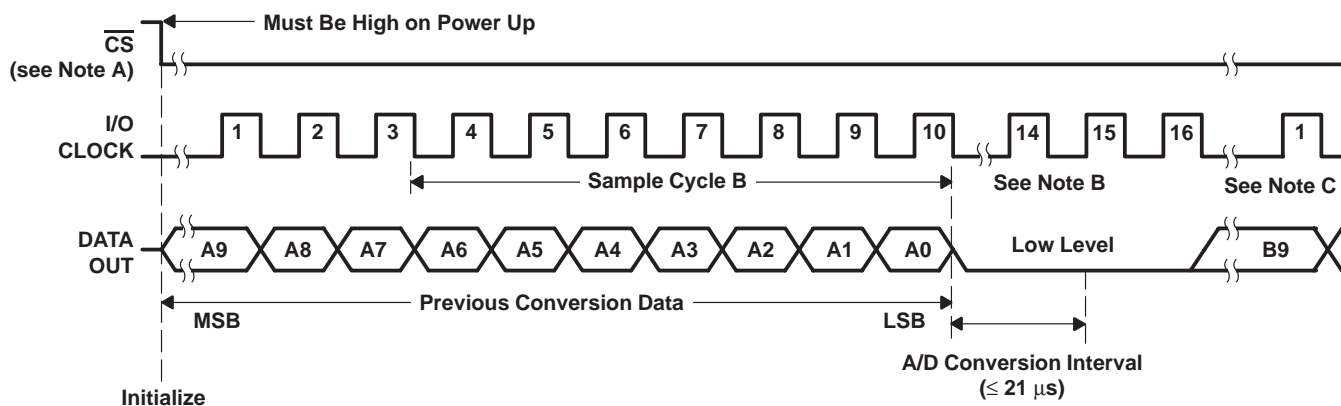 Must Be High on Power Up
CS
(see Note A)
I/O
CLOCK
1 2 3 4 5 6 7 8 9 10 14 15 16 1
Sample Cycle B
See Note B
See Note C
DATA
OUT
A9 A8 A7 A6 A5 A4 A3 A2 A1 A0
Low Level
B9
Previous Conversion Data
MSB
LSB
A/D Conversion Interval
(≤ 21 μs)
Initialize